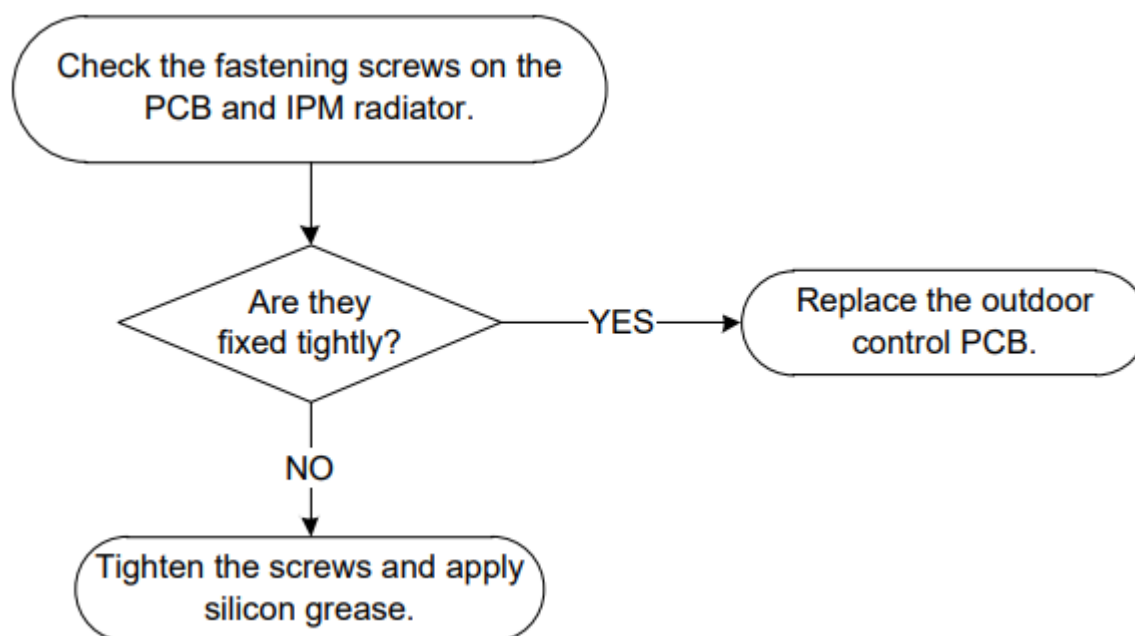 Check the fastening screws on the
PCB and IPM radiator.
Are they
fixed tightly?
YES
Replace the outdoor
control PCB.
NO
Tighten the screws and apply
silicon grease.